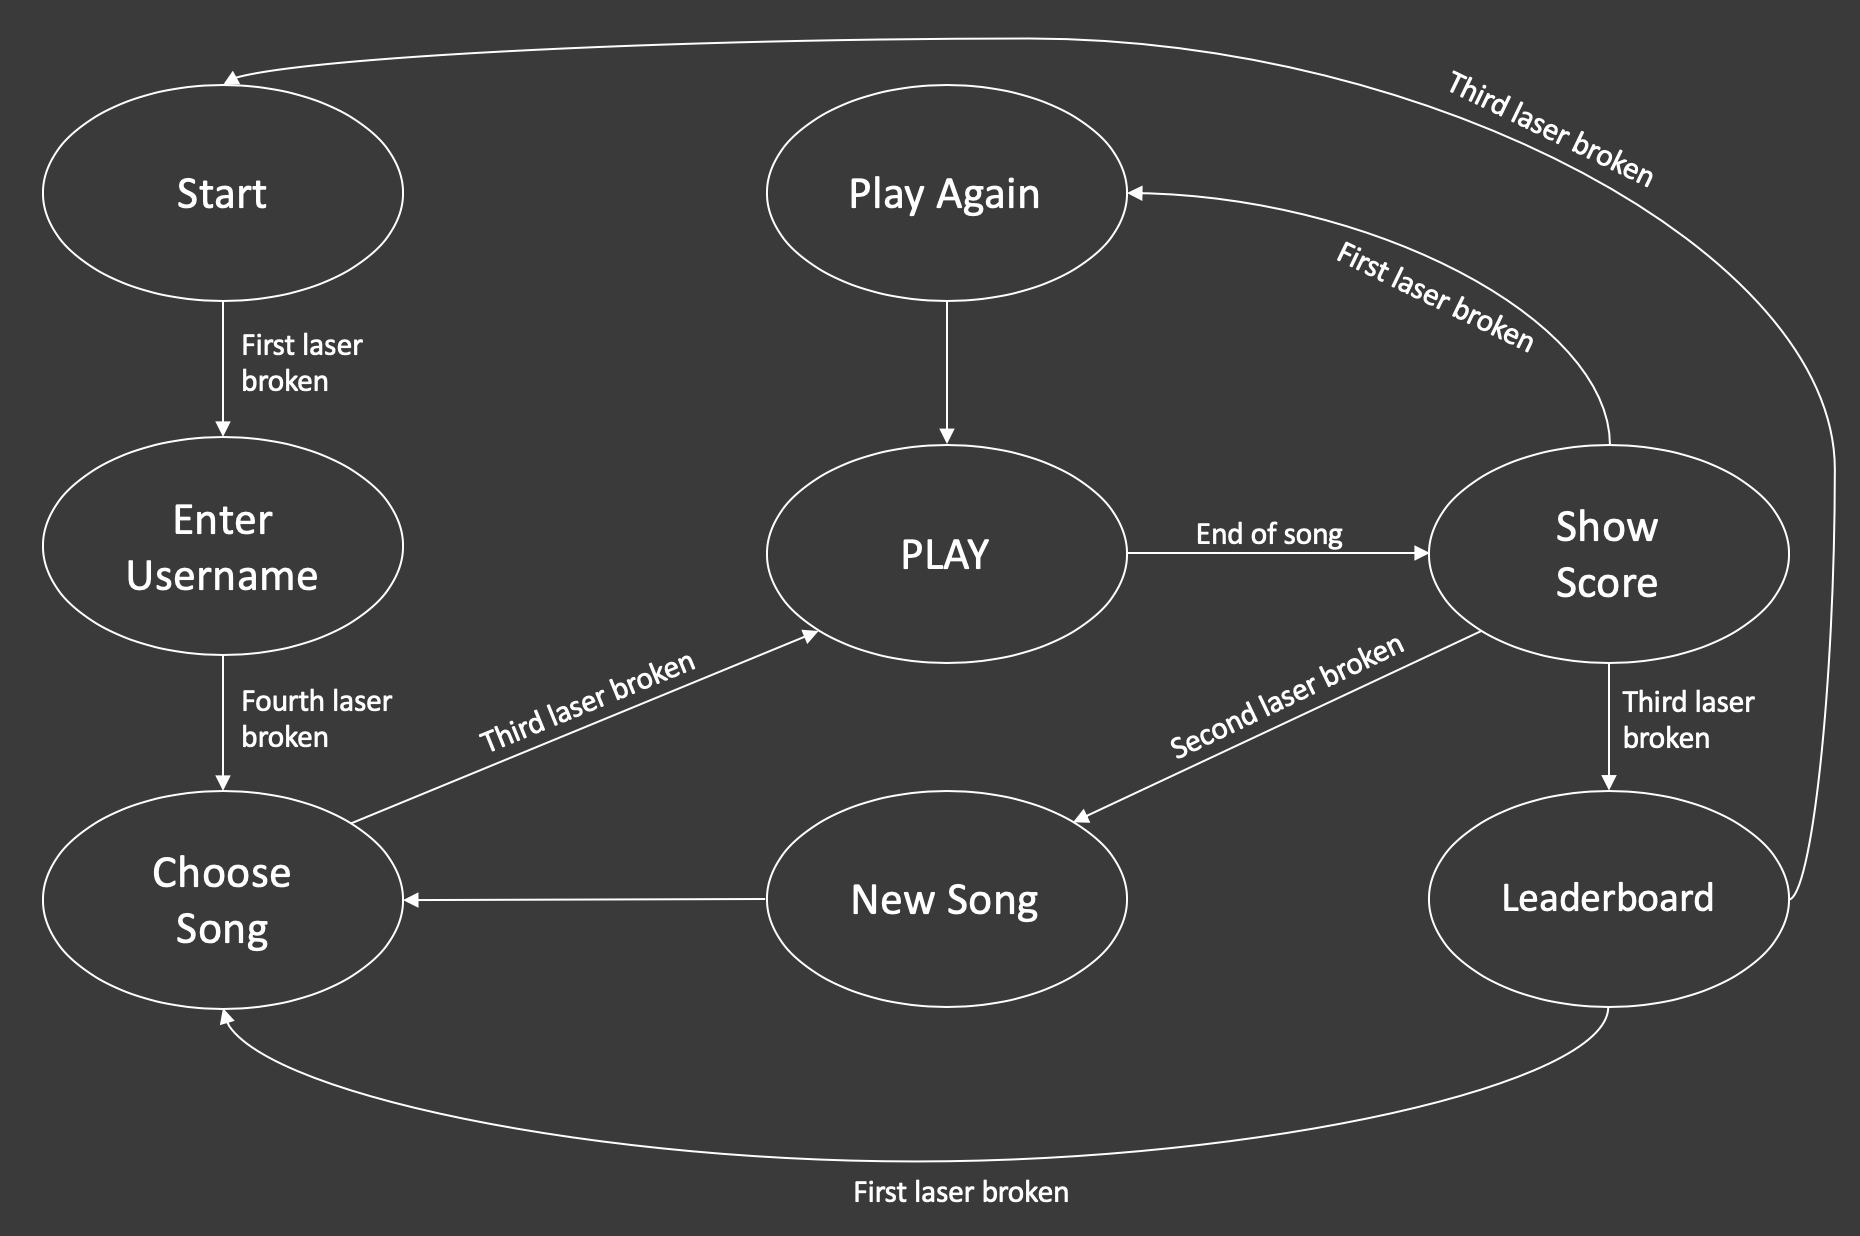 Third laser broken
Start
Play Again
First laser broken
First laser
broken
Enter
Username
PLAY
End of song
Show
Score
Fourth laser
broken
Third laser broken
Second laser broken
Third laser
broken
Choose
Song
New Song
Leaderboard
First laser broken